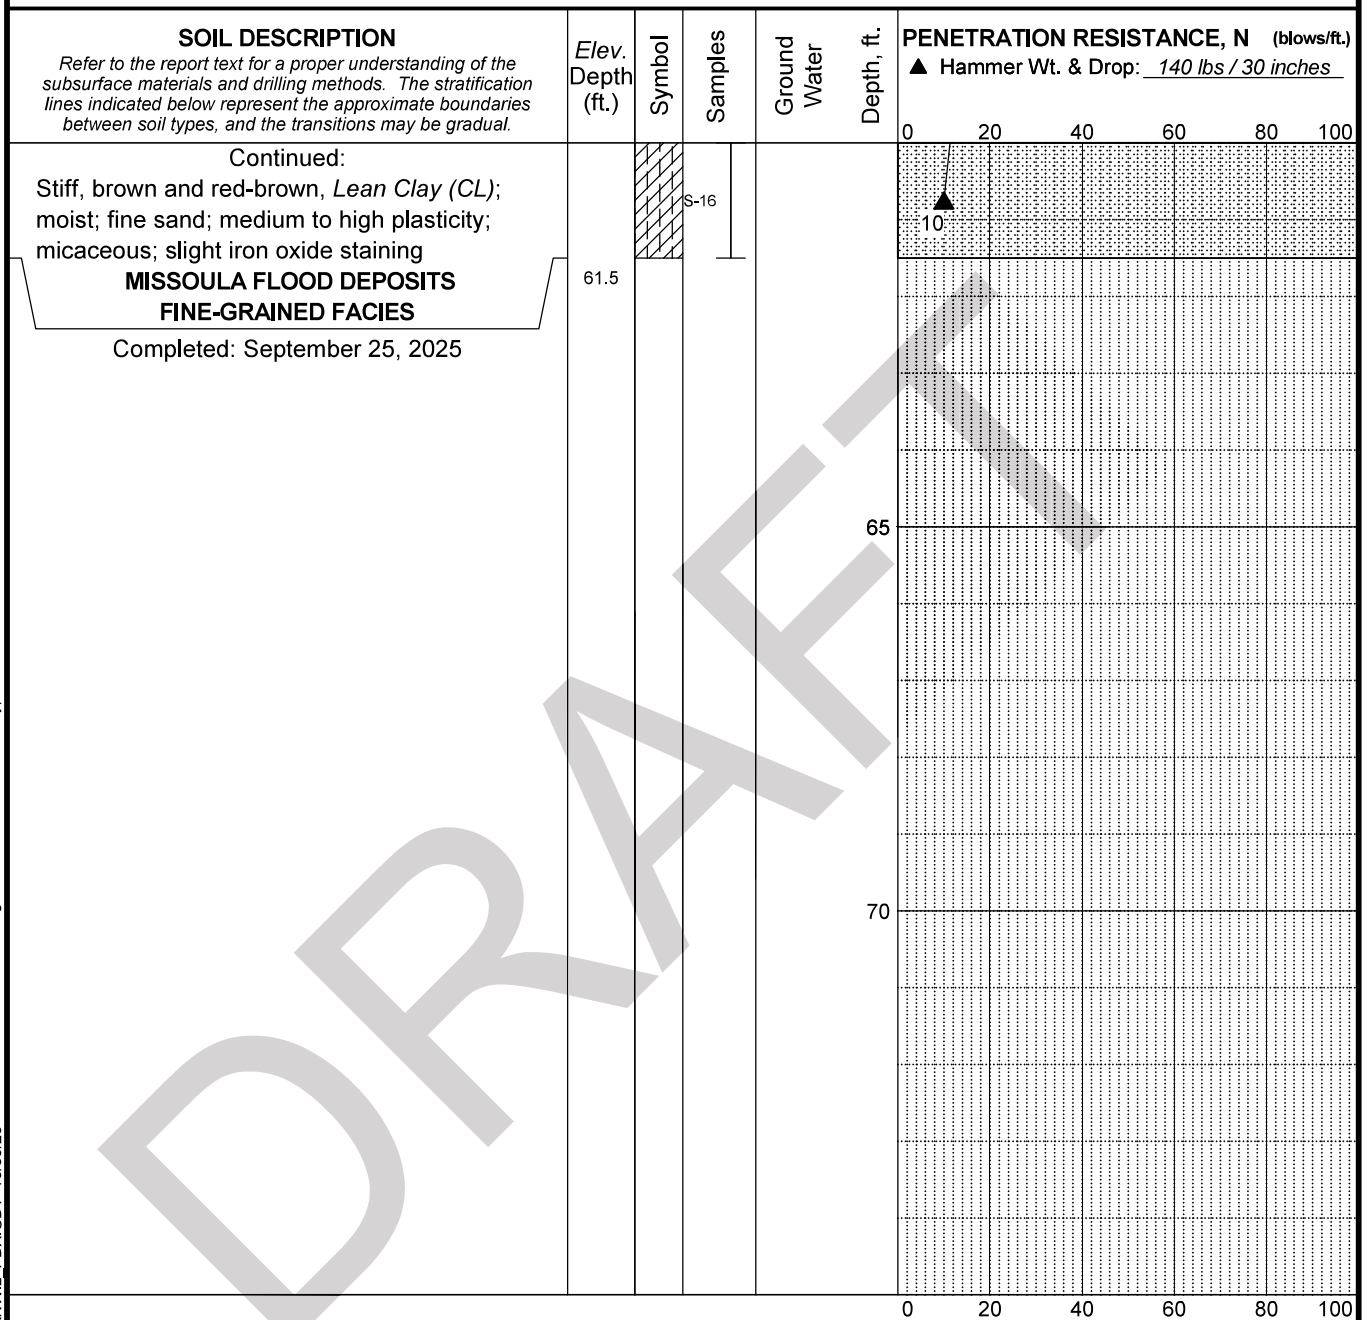 SOIL DESCRIPTION
Refer to the report text for a proper understanding of the
subsurface materials and drilling methods. The stratification
lines indicated below represent the approximate boundaries
between soil types, and the transitions may be gradual.
Elev.
Depth
(ft.)
Symbol
Samples
Ground
Water
Depth, ft.
PENETRATION RESISTANCE, N (blows/ft.)
▲ Hammer Wt. & Drop: 140 lbs / 30 inches
0 20 40 60 80 100
Continued:
Stiff, brown and red-brown, Lean Clay (CL);
moist; fine sand; medium to high plasticity;
micaceous; slight iron oxide staining
S-16
10
MISSOULA FLOOD DEPOSITS
FINE-GRAINED FACIES
61.5
Completed: September 25, 2025
65
70
DRAFT
0 20 40 60 80 100